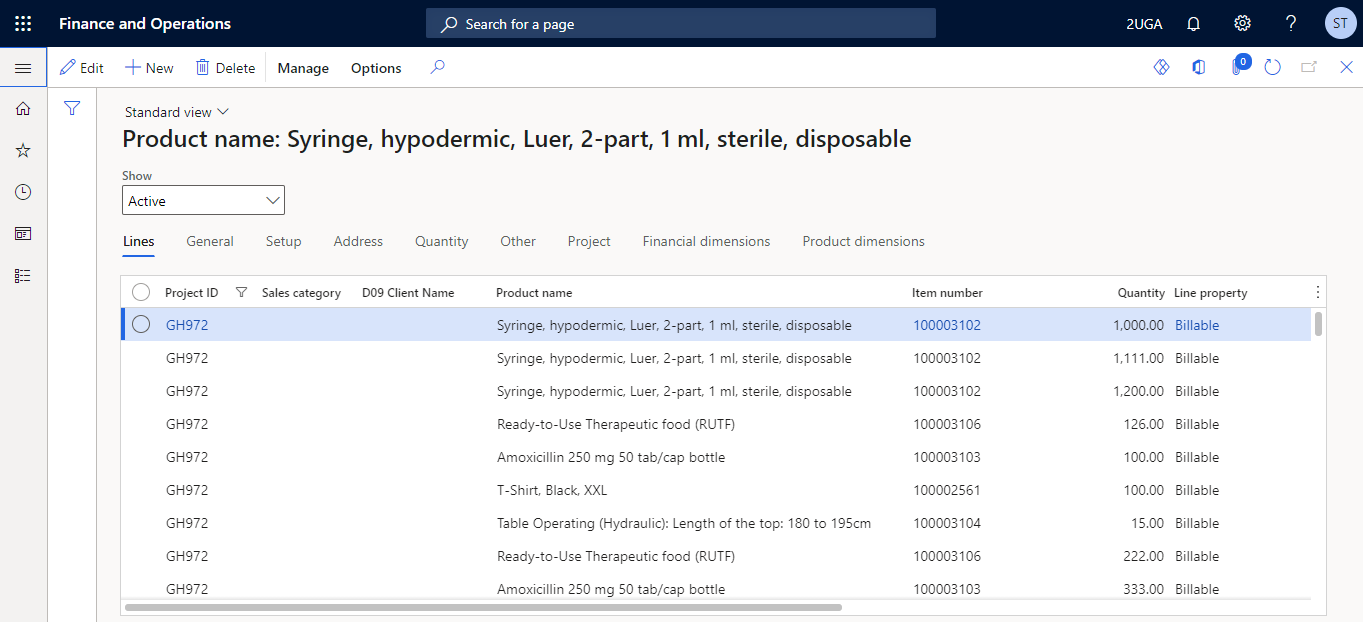 Finance and Operations Search for a page 2UGA ST
Edit New Delete Manage Options 0
Standard view
Product name: Syringe, hypodermic, Luer, 2-part, 1 ml, sterile, disposable
Show
Active
Lines General Setup Address Quantity Other Project Financial dimensions Product dimensions
Project ID Sales category D09 Client Name Product name Item number Quantity Line property
GH972 Syringe, hypodermic, Luer, 2-part, 1 ml, sterile, disposable 100003102 1,000.00 Billable
GH972 Syringe, hypodermic, Luer, 2-part, 1 ml, sterile, disposable 100003102 1,111.00 Billable
GH972 Syringe, hypodermic, Luer, 2-part, 1 ml, sterile, disposable 100003102 1,200.00 Billable
GH972 Ready-to-Use Therapeutic food (RUTF) 100003106 126.00 Billable
GH972 Amoxicillin 250 mg 50 tab/cap bottle 100003103 100.00 Billable
GH972 T-Shirt, Black, XXL 100002561 100.00 Billable
GH972 Table Operating (Hydraulic): Length of the top: 180 to 195cm 100003104 15.00 Billable
GH972 Ready-to-Use Therapeutic food (RUTF) 100003106 222.00 Billable
GH972 Amoxicillin 250 mg 50 tab/cap bottle 100003103 333.00 Billable